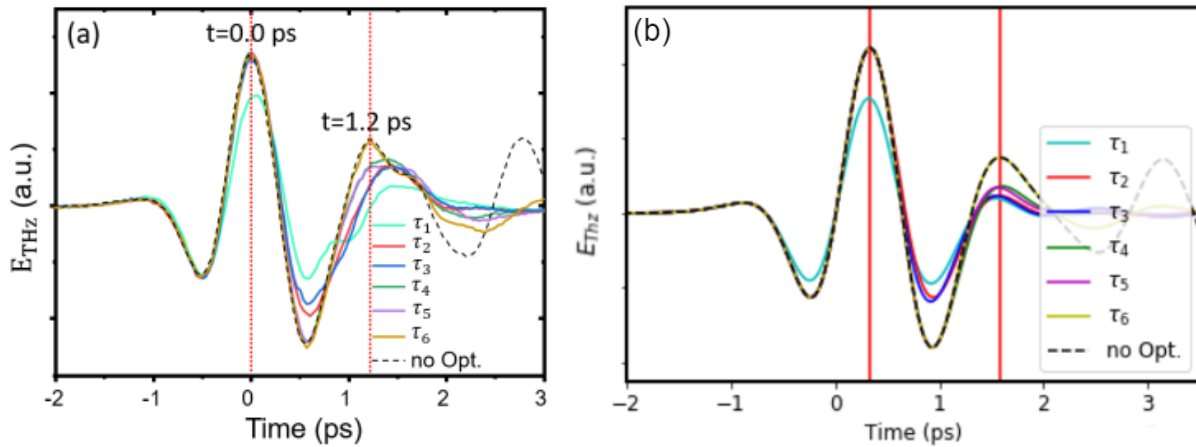 (a)
t=0.0 ps
t=1.2 ps
E_THz (a.u.)
τ₁
τ₂
τ₃
τ₄
τ₅
τ₆
no Opt.
-2 -1 0 1 2 3
Time (ps)
(b)
E_Thz (a.u.)
τ₁
τ₂
τ₃
τ₄
τ₅
τ₆
no Opt.
−2 −1 0 1 2 3
Time (ps)